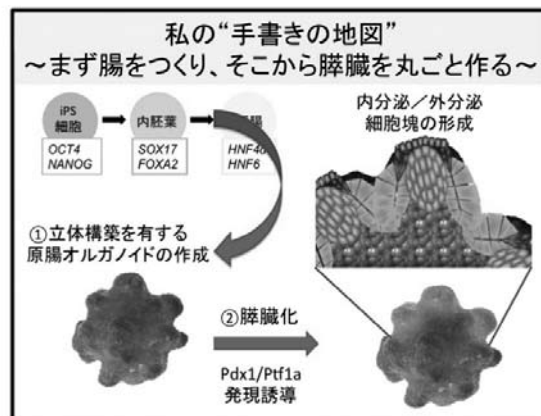 私の“手書きの地図”
～まず腸をつくり、そこから膵臓を丸ごと作る～
iPS
細胞
内胚葉
腸
OCT4
NANOG
SOX17
FOXA2
HNF4α
HNF6
内分泌／外分泌
細胞塊の形成
①立体構築を有する
原腸オルガノイドの作成
②膵臓化
Pdx1/Ptf1a
発現誘導